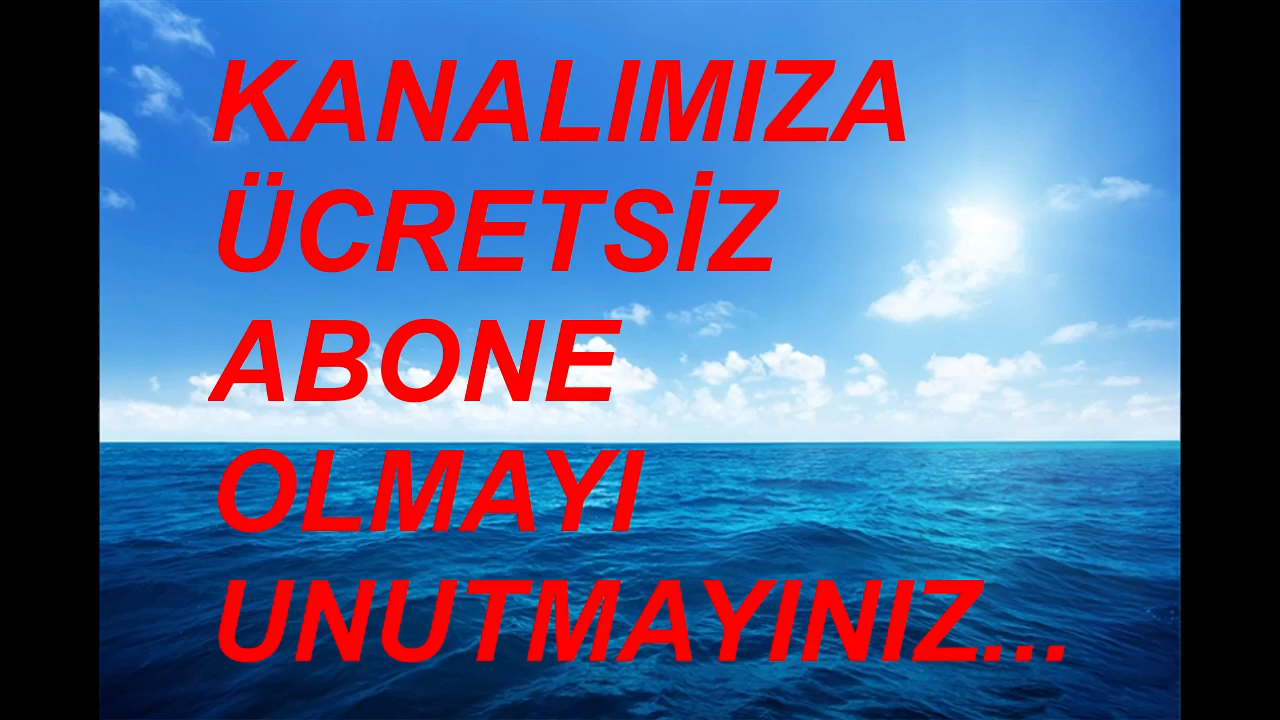 KANALIMIZA
ÜCRETSİZ
ABONE
OLMAYI
UNUTMAYINIZ...